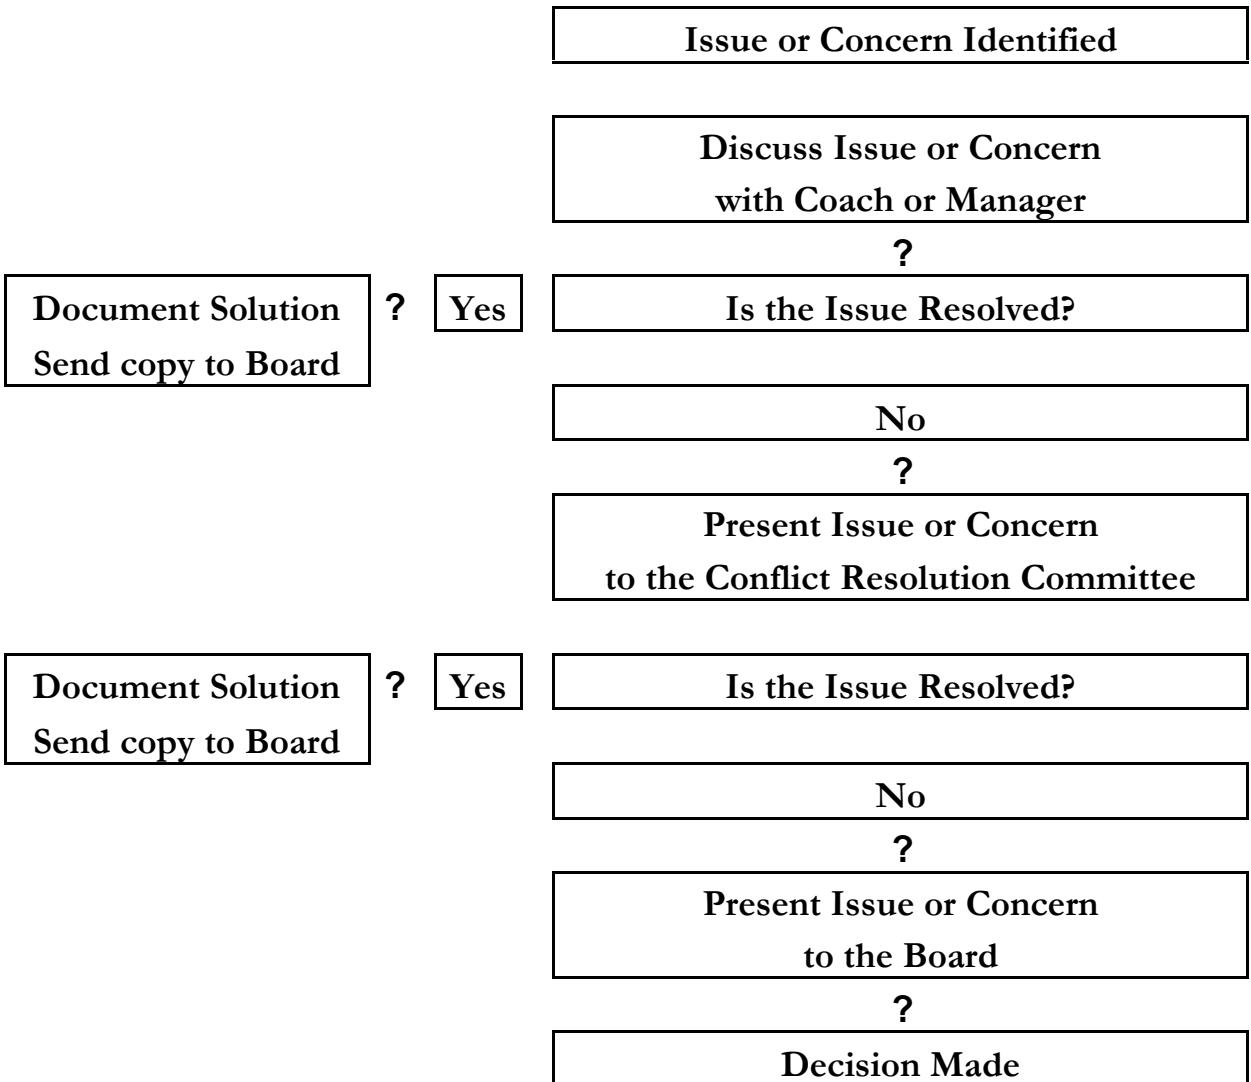 Issue or Concern Identified
Discuss Issue or Concern
with Coach or Manager
?
Document Solution ? Yes Is the Issue Resolved?
Send copy to Board
No
?
Present Issue or Concern
to the Conflict Resolution Committee
Document Solution ? Yes Is the Issue Resolved?
Send copy to Board
No
?
Present Issue or Concern
to the Board
?
Decision Made